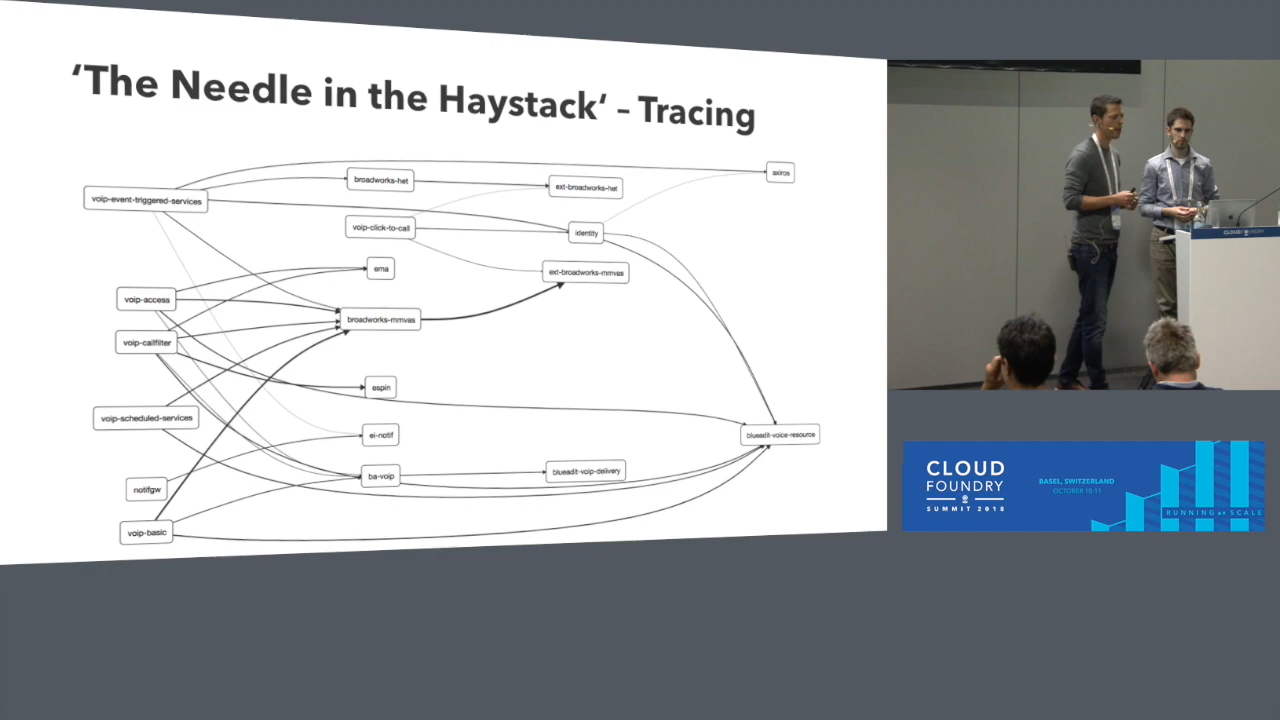 ‘The Needle in the Haystack‘ – Tracing
voip-event-triggered-services
broadworks-het
ext-broadworks-het
axiros
voip-click-to-call
identity
ema
ext-broadworks-mmvas
voip-access
broadworks-mmvas
voip-callfilter
espin
voip-scheduled-services
ei-notif
blueadit-voice-resource
ba-voip
blueadit-voip-delivery
notifgw
voip-basic
CLOUDFOUNDRY
CLOUD
FOUNDRY
SUMMIT 2018
BASEL, SWITZERLAND
OCTOBER 10-11
RUNNING AT SCALE